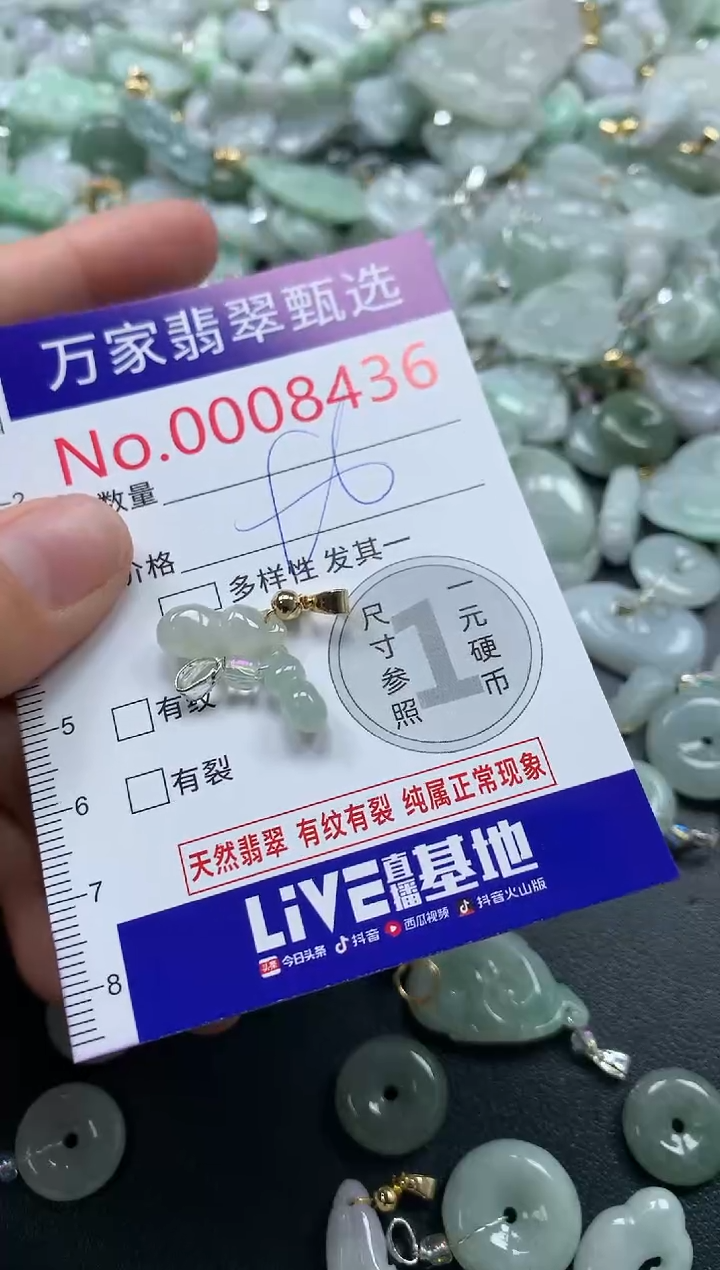 万家翡翠甄选
No.0008436
数量
价格
多样性 发其一
尺寸参照
1
一元硬币
有纹
有裂
天然翡翠 有纹有裂 纯属正常现象
LiVE直播基地
今日头条 抖音 西瓜视频 抖音火山版
5
6
7
8